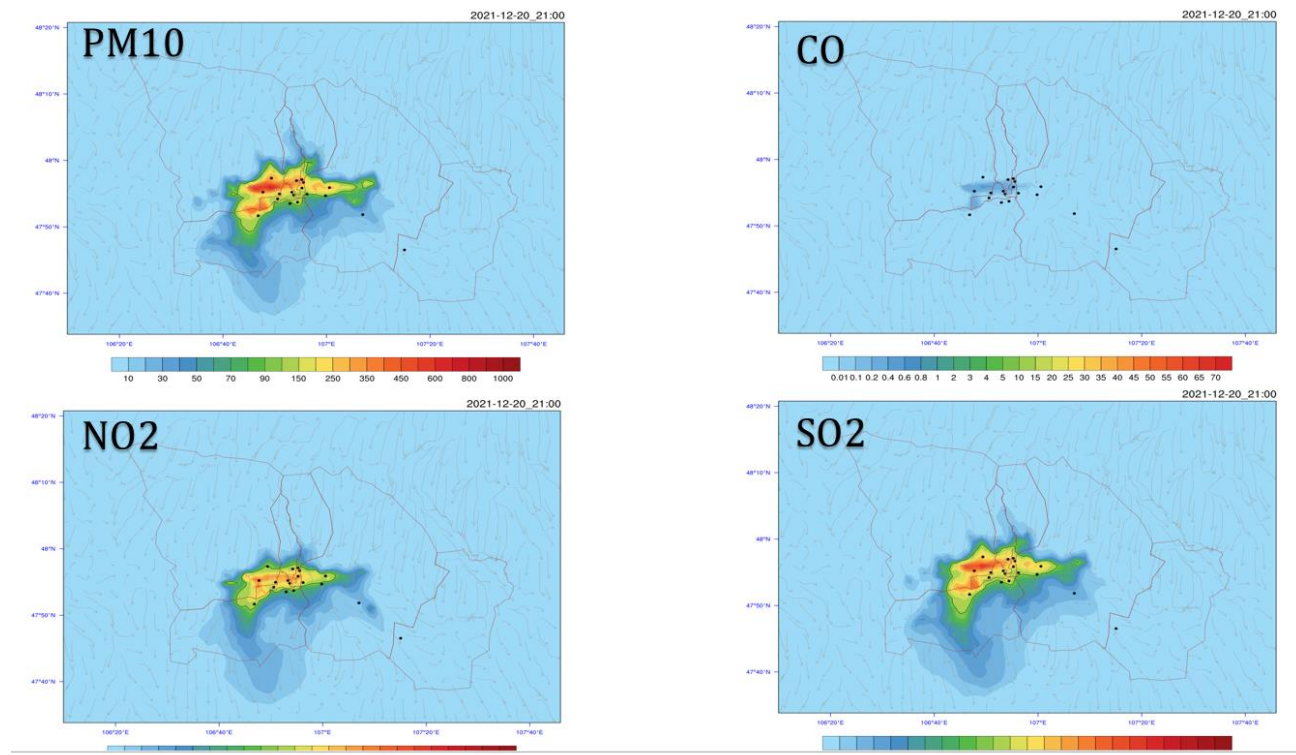 2021-12-20_21:00
PM10
48°20'N
48°10'N
48°N
47°50'N
47°40'N
106°20'E 106°40'E 107°E 107°20'E 107°40'E
10 30 50 70 90 150 250 350 450 600 800 1000
2021-12-20_21:00
CO
48°20'N
48°10'N
48°N
47°50'N
47°40'N
106°20'E 106°40'E 107°E 107°20'E 107°40'E
0.01 0.1 0.2 0.4 0.6 0.8 1 2 3 4 5 10 15 20 25 30 35 40 45 50 55 60 65 70
2021-12-20_21:00
NO2
48°20'N
48°10'N
48°N
47°50'N
47°40'N
106°20'E 106°40'E 107°E 107°20'E 107°40'E
2021-12-20_21:00
SO2
48°20'N
48°10'N
48°N
47°50'N
47°40'N
106°20'E 106°40'E 107°E 107°20'E 107°40'E